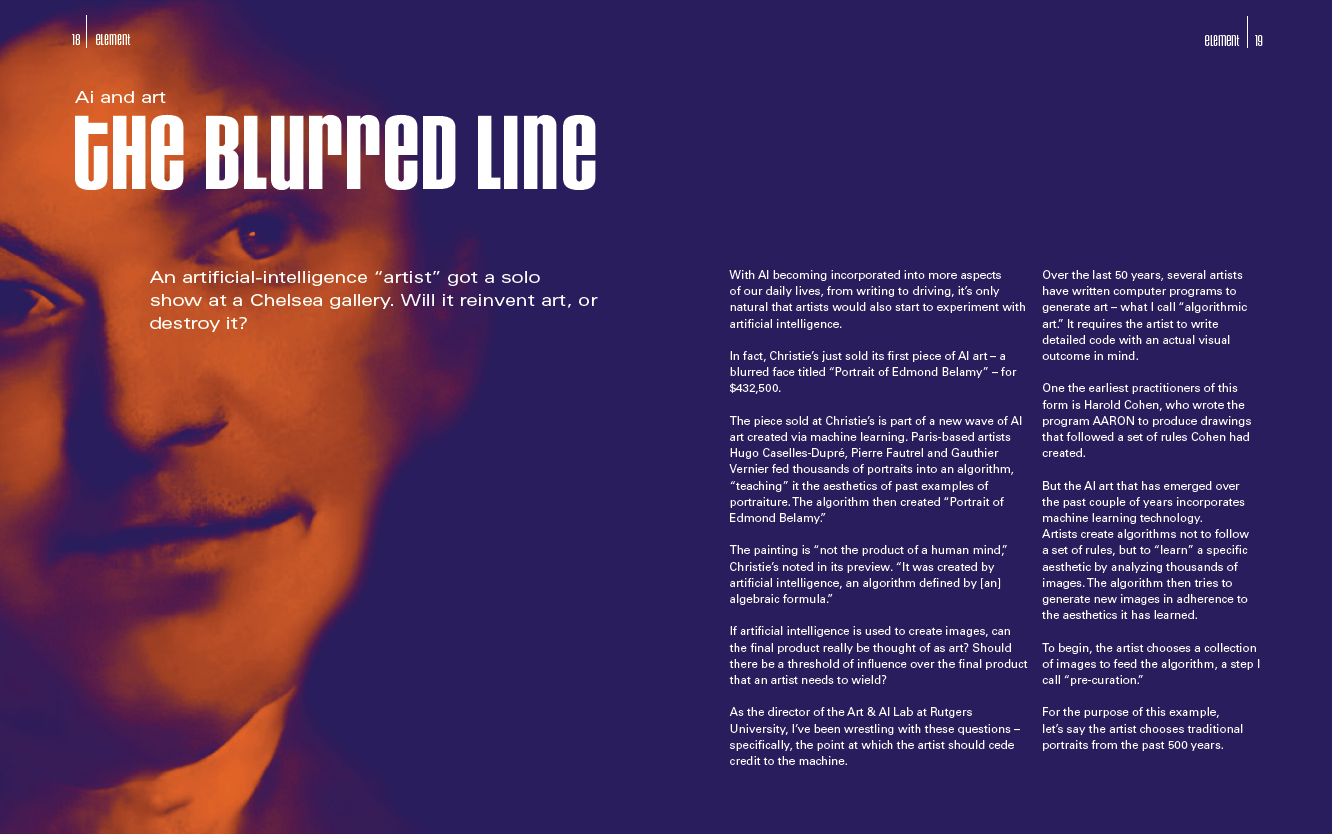 18 element
element 19
Ai and art
the Blurred Line
An artificial-intelligence “artist” got a solo
show at a Chelsea gallery. Will it reinvent art, or
destroy it?
With AI becoming incorporated into more aspects
of our daily lives, from writing to driving, it’s only
natural that artists would also start to experiment with
artificial intelligence.
In fact, Christie’s just sold its first piece of AI art – a
blurred face titled “Portrait of Edmond Belamy” – for
$432,500.
The piece sold at Christie’s is part of a new wave of AI
art created via machine learning. Paris-based artists
Hugo Caselles-Dupré, Pierre Fautrel and Gauthier
Vernier fed thousands of portraits into an algorithm,
“teaching” it the aesthetics of past examples of
portraiture. The algorithm then created “Portrait of
Edmond Belamy.”
The painting is “not the product of a human mind,”
Christie’s noted in its preview. “It was created by
artificial intelligence, an algorithm defined by [an]
algebraic formula.”
If artificial intelligence is used to create images, can
the final product really be thought of as art? Should
there be a threshold of influence over the final product
that an artist needs to wield?
As the director of the Art & AI Lab at Rutgers
University, I’ve been wrestling with these questions –
specifically, the point at which the artist should cede
credit to the machine.
Over the last 50 years, several artists
have written computer programs to
generate art – what I call “algorithmic
art.” It requires the artist to write
detailed code with an actual visual
outcome in mind.
One the earliest practitioners of this
form is Harold Cohen, who wrote the
program AARON to produce drawings
that followed a set of rules Cohen had
created.
But the AI art that has emerged over
the past couple of years incorporates
machine learning technology.
Artists create algorithms not to follow
a set of rules, but to “learn” a specific
aesthetic by analyzing thousands of
images. The algorithm then tries to
generate new images in adherence to
the aesthetics it has learned.
To begin, the artist chooses a collection
of images to feed the algorithm, a step I
call “pre-curation.”
For the purpose of this example,
let’s say the artist chooses traditional
portraits from the past 500 years.